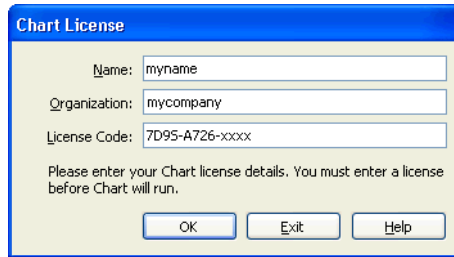 Chart License
Name: myname
Organization: mycompany
License Code: 7D95-A726-xxxx
Please enter your Chart license details. You must enter a license
before Chart will run.
OK Exit Help